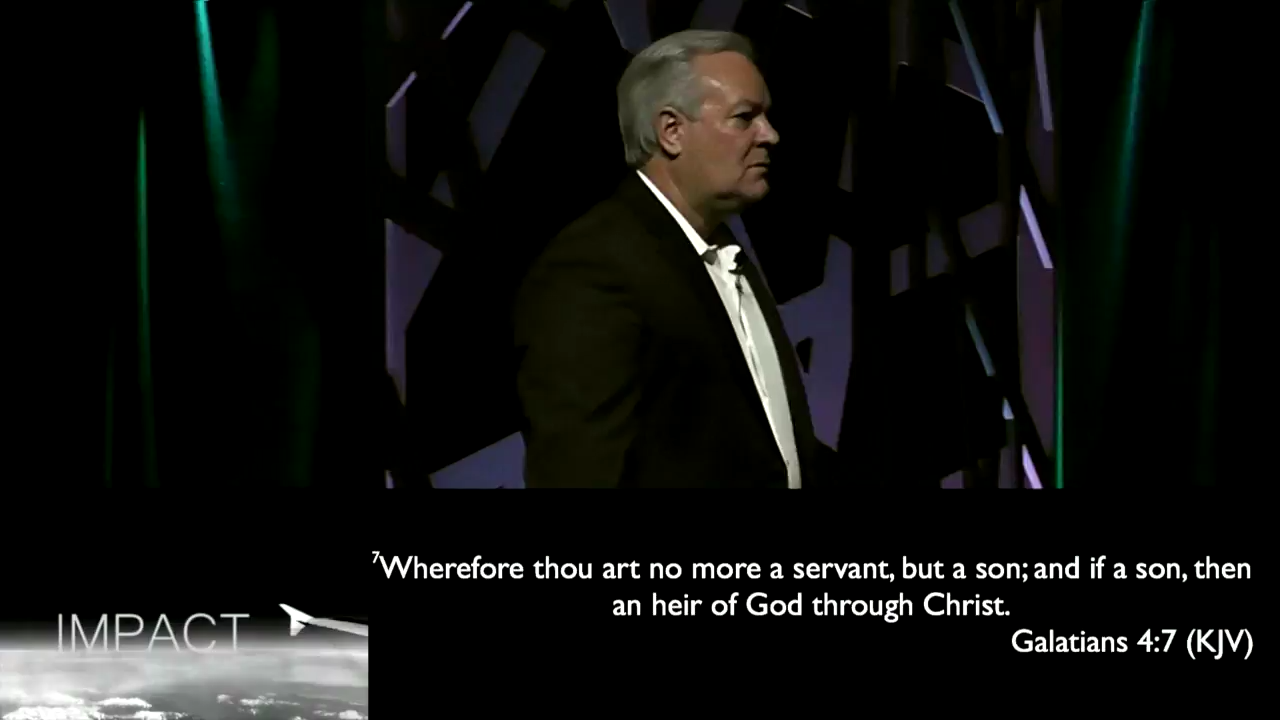 IMPACT
⁷Wherefore thou art no more a servant, but a son; and if a son, then
an heir of God through Christ.
Galatians 4:7 (KJV)